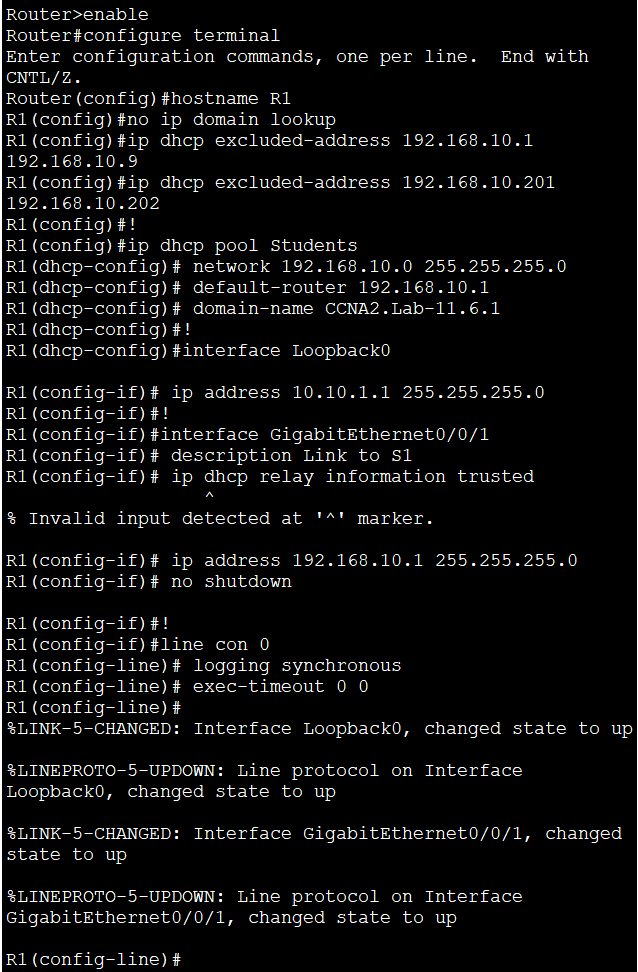 Router>enable
Router#configure terminal
Enter configuration commands, one per line.  End with
CNTL/Z.
Router(config)#hostname R1
R1(config)#no ip domain lookup
R1(config)#ip dhcp excluded-address 192.168.10.1
192.168.10.9
R1(config)#ip dhcp excluded-address 192.168.10.201
192.168.10.202
R1(config)#!
R1(config)#ip dhcp pool Students
R1(dhcp-config)# network 192.168.10.0 255.255.255.0
R1(dhcp-config)# default-router 192.168.10.1
R1(dhcp-config)# domain-name CCNA2.Lab-11.6.1
R1(dhcp-config)#!
R1(dhcp-config)#interface Loopback0
R1(config-if)# ip address 10.10.1.1 255.255.255.0
R1(config-if)#!
R1(config-if)#interface GigabitEthernet0/0/1
R1(config-if)# description Link to S1
R1(config-if)# ip dhcp relay information trusted
^
% Invalid input detected at '^' marker.
R1(config-if)# ip address 192.168.10.1 255.255.255.0
R1(config-if)# no shutdown
R1(config-if)#!
R1(config-if)#line con 0
R1(config-line)# logging synchronous
R1(config-line)# exec-timeout 0 0
R1(config-line)#
%LINK-5-CHANGED: Interface Loopback0, changed state to up
%LINEPROTO-5-UPDOWN: Line protocol on Interface
Loopback0, changed state to up
%LINK-5-CHANGED: Interface GigabitEthernet0/0/1, changed
state to up
%LINEPROTO-5-UPDOWN: Line protocol on Interface
GigabitEthernet0/0/1, changed state to up
R1(config-line)#